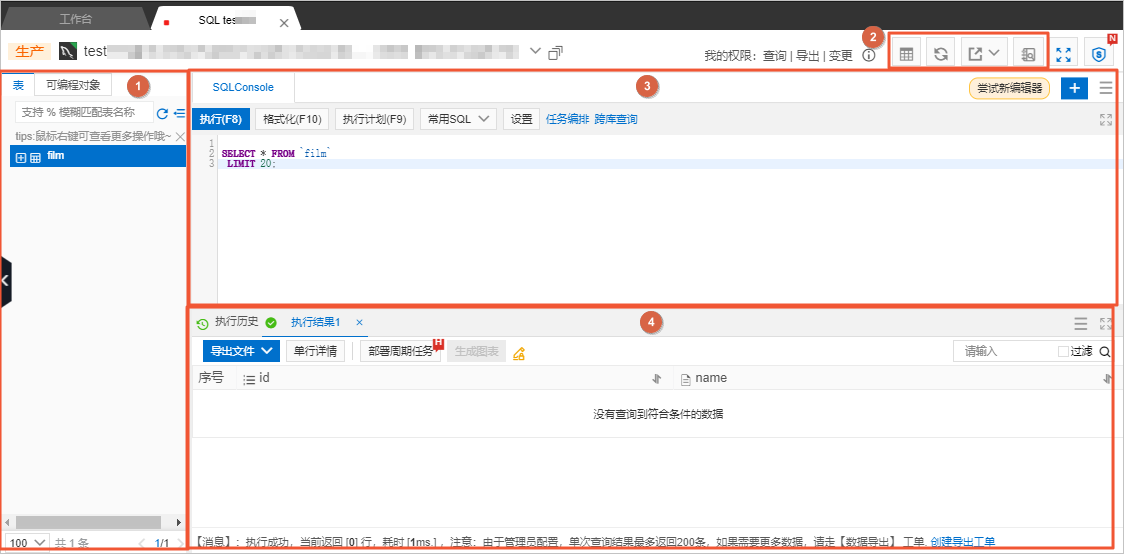 工作台
SQL tes
生产 test
我的权限：查询 | 导出 | 变更
2
N
表 可编程对象
1
支持 % 模糊匹配表名称
tips:鼠标右键可查看更多操作哦~
film
100 共 1 条 1/1
SQLConsole
3
尝试新编辑器
执行(F8) 格式化(F10) 执行计划(F9) 常用SQL 设置 任务编排 跨库查询
1
2 SELECT * FROM `film`
3 LIMIT 20;
执行历史 执行结果1
4
导出文件 单行详情 部署周期任务 H 生成图表 请输入 过滤
序号 id name
没有查询到符合条件的数据
【消息】：执行成功，当前返回 [0] 行，耗时 [1ms.]，注意：由于管理员配置，单次查询结果最多返回200条，如果需要更多数据，请走【数据导出】 工单 创建导出工单